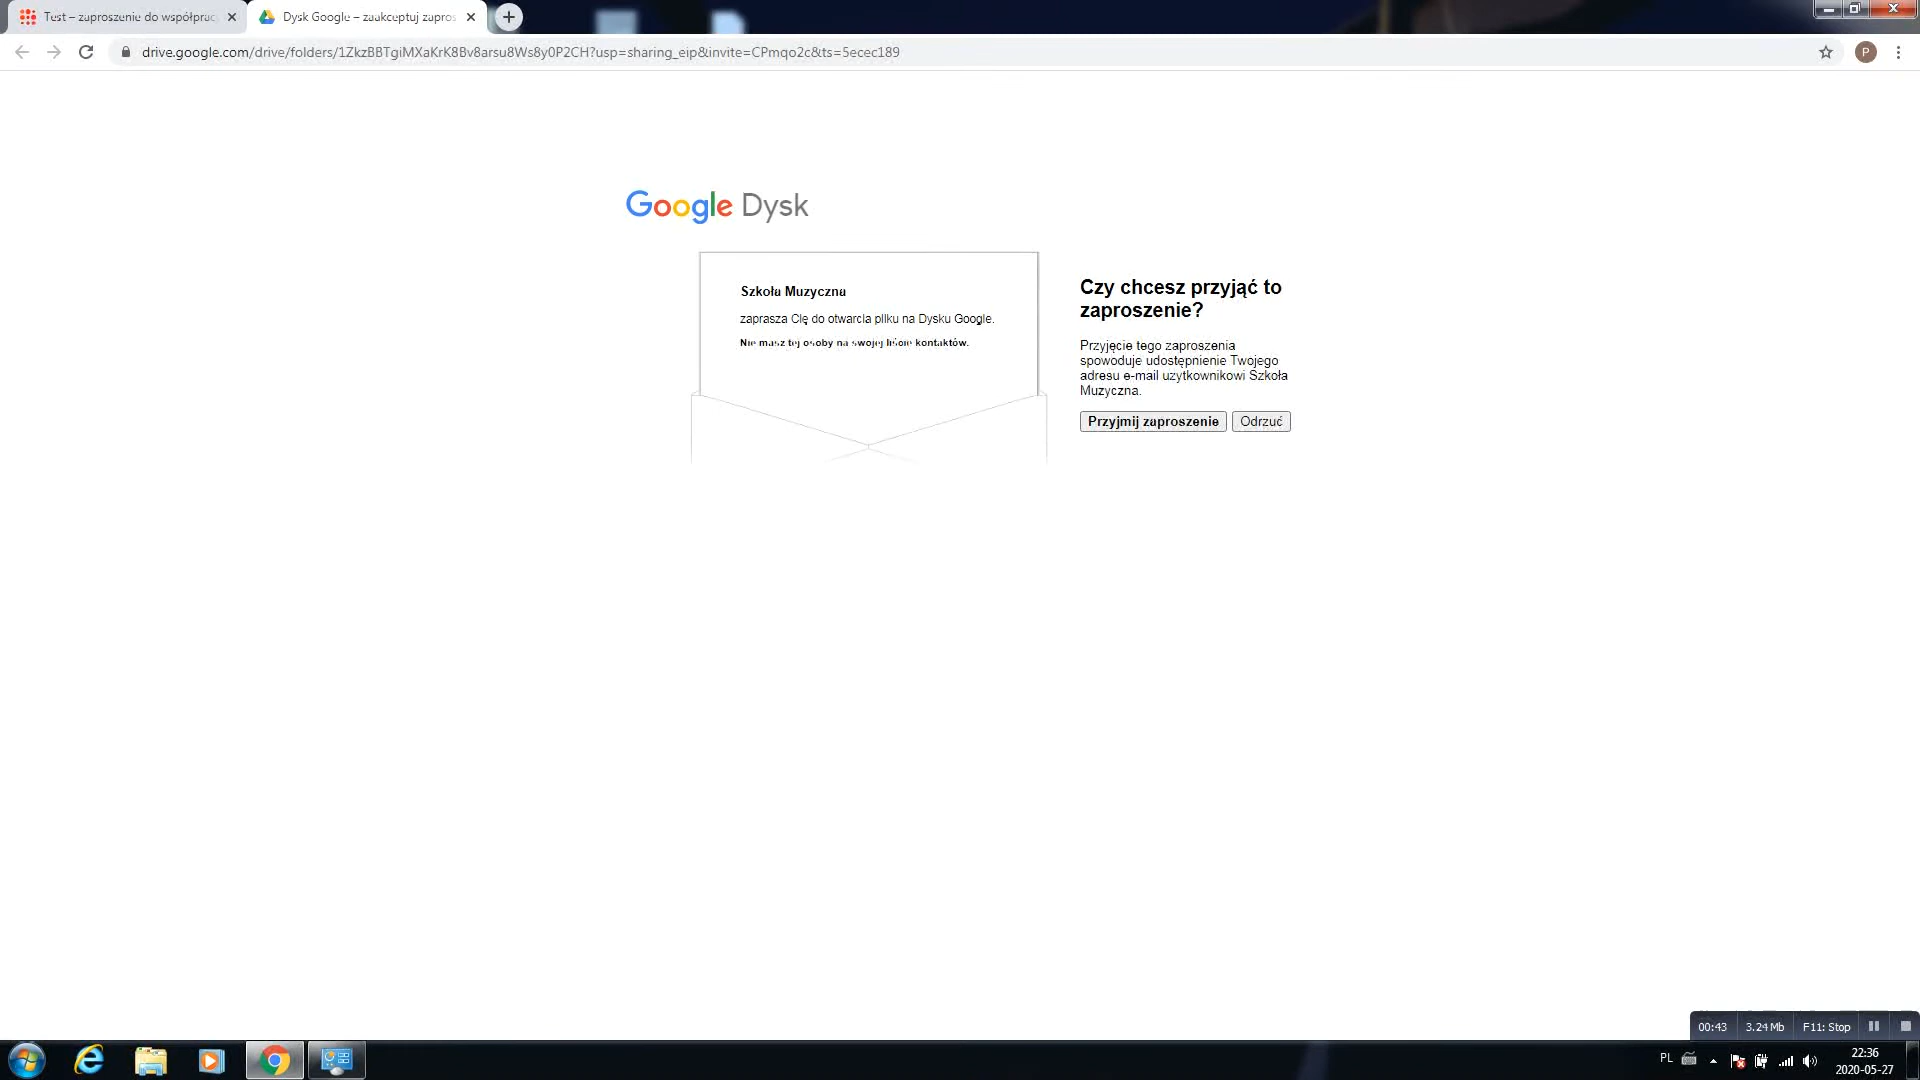 Test – zaproszenie do współprac
Dysk Google – zaakceptuj zapros
drive.google.com/drive/folders/1ZkzBBTgiMXaKrK8Bv8arsu8Ws8y0P2CH?usp=sharing_eip&invite=CPmqo2c&ts=5ecec189
P
Google Dysk
Szkoła Muzyczna
zaprasza Cię do otwarcia pliku na Dysku Google.
Nie masz tej osoby na swojej liście kontaktów.
Czy chcesz przyjąć to
zaproszenie?
Przyjęcie tego zaproszenia
spowoduje udostępnienie Twojego
adresu e-mail użytkownikowi Szkoła
Muzyczna.
Przyjmij zaproszenie
Odrzuć
00:43
3.24 Mb
F11: Stop
PL
22:36
2020-05-27